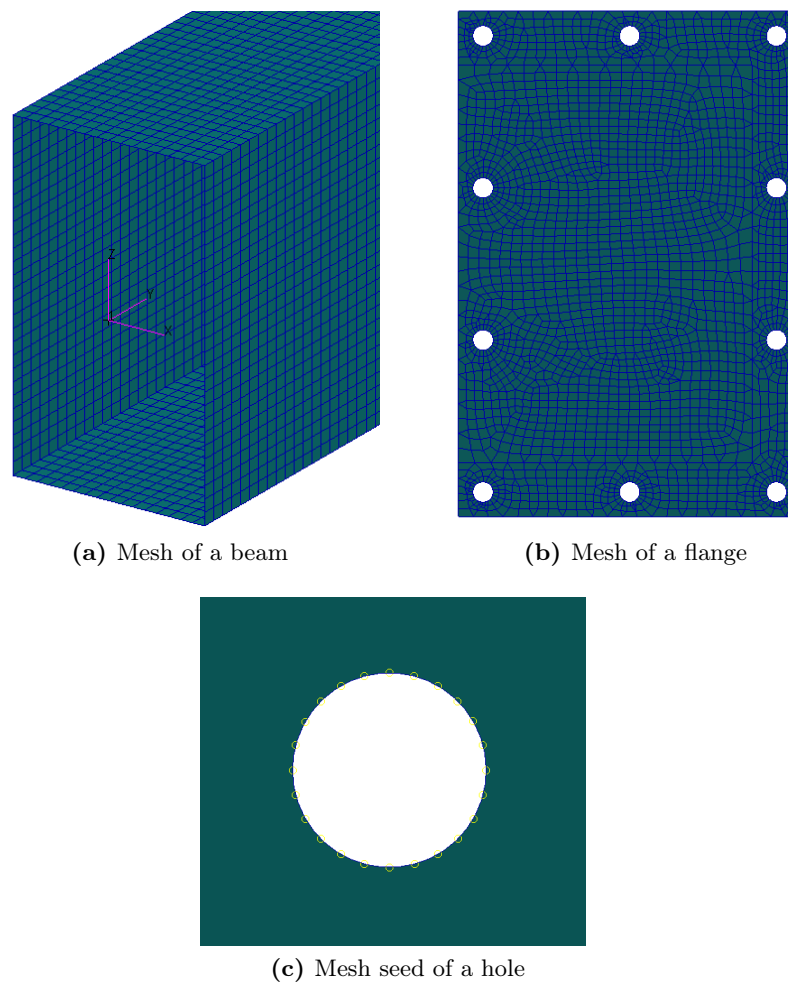 Z
Y
X
(a) Mesh of a beam
(b) Mesh of a flange
(c) Mesh seed of a hole